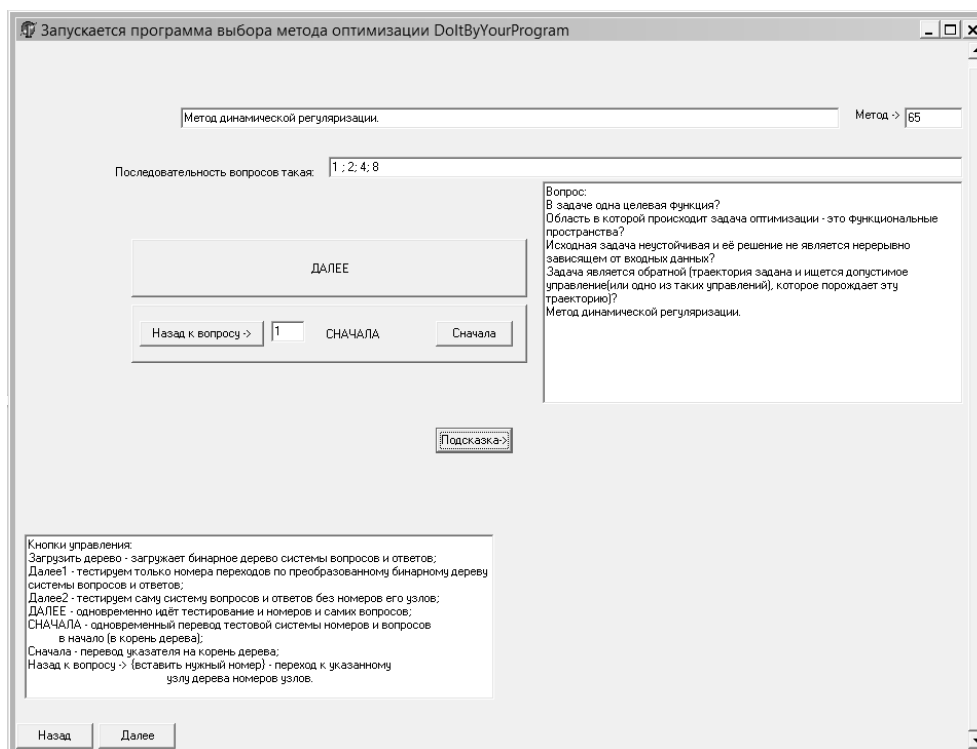 Запускается программа выбора метода оптимизации DoItByYourProgram
Метод динамической регуляризации.
Метод -> 65
Последовательность вопросов такая: 1 ; 2; 4; 8
Вопрос:
В задаче одна целевая функция?
Область в которой происходит задача оптимизации - это функциональные
пространства?
Исходная задача неустойчивая и её решение не является нерерывно
зависящем от входных данных?
Задача является обратной (траектория задана и ищется допустимое
управление(или одно из таких управлений), которое порождает эту
траекторию)?
Метод динамической регуляризации.
ДАЛЕЕ
Назад к вопросу -> 1 СНАЧАЛА Сначала
Подсказка->
Кнопки управления:
Загрузить дерево - загружает бинарное дерево системы вопросов и ответов;
Далее1 - тестируем только номера переходов по преобразованному бинарному дереву
системы вопросов и ответов;
Далее2 - тестируем саму систему вопросов и ответов без номеров его узлов;
ДАЛЕЕ - одновременно идёт тестирование и номеров и самих вопросов;
СНАЧАЛА - одновременный перевод тестовой системы номеров и вопросов
в начало (в корень дерева);
Сначала - перевод указателя на корень дерева;
Назад к вопросу -> {вставить нужный номер} - переход к указанному
узлу дерева номеров узлов.
Назад Далее